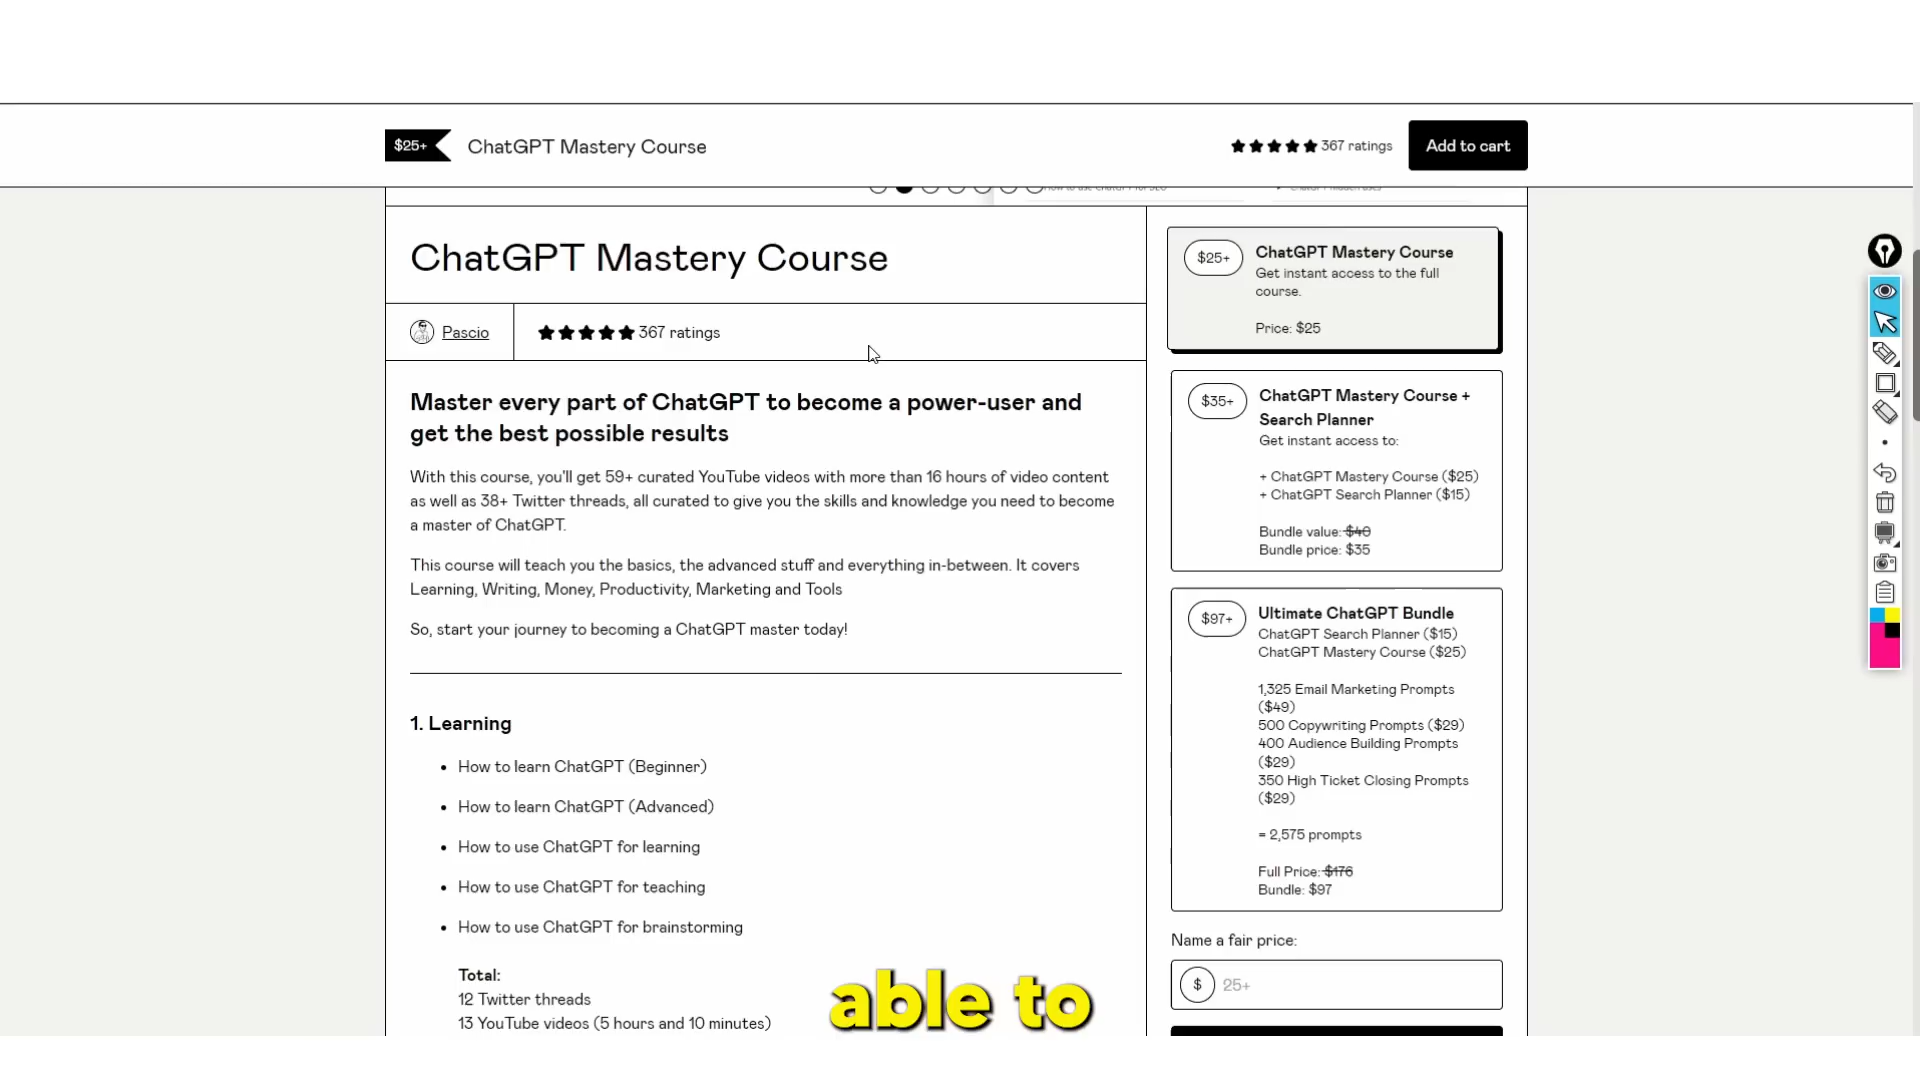 $25+
ChatGPT Mastery Course
367 ratings
Add to cart
ChatGPT Mastery Course
Pascio
367 ratings
Master every part of ChatGPT to become a power-user and
get the best possible results
With this course, you'll get 59+ curated YouTube videos with more than 16 hours of video content
as well as 38+ Twitter threads, all curated to give you the skills and knowledge you need to become
a master of ChatGPT.
This course will teach you the basics, the advanced stuff and everything in-between. It covers
Learning, Writing, Money, Productivity, Marketing and Tools
So, start your journey to becoming a ChatGPT master today!
1. Learning
• How to learn ChatGPT (Beginner)
• How to learn ChatGPT (Advanced)
• How to use ChatGPT for learning
• How to use ChatGPT for teaching
• How to use ChatGPT for brainstorming
Total:
12 Twitter threads
13 YouTube videos (5 hours and 10 minutes)
$25+
ChatGPT Mastery Course
Get instant access to the full
course.
Price: $25
$35+
ChatGPT Mastery Course +
Search Planner
Get instant access to:
+ ChatGPT Mastery Course ($25)
+ ChatGPT Search Planner ($15)
Bundle value: $40
Bundle price: $35
$97+
Ultimate ChatGPT Bundle
ChatGPT Search Planner ($15)
ChatGPT Mastery Course ($25)
1,325 Email Marketing Prompts
($49)
500 Copywriting Prompts ($29)
400 Audience Building Prompts
($29)
350 High Ticket Closing Prompts
($29)
= 2,575 prompts
Full Price: $176
Bundle: $97
Name a fair price:
$ 25+
able to